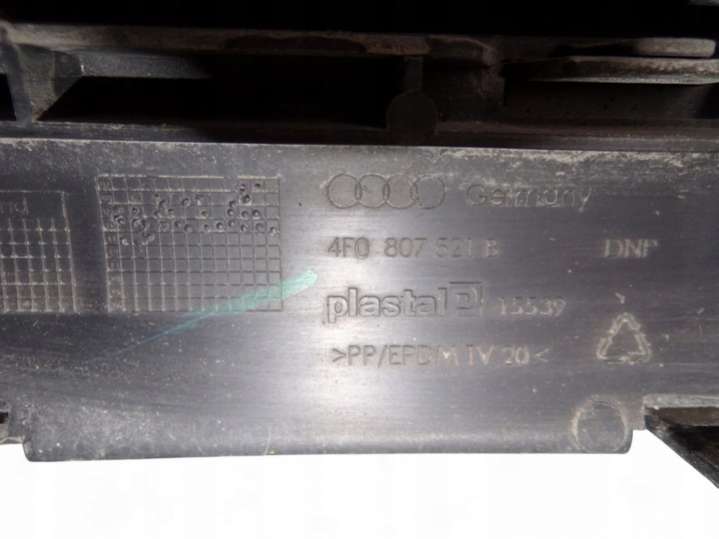 Germany
4F0 807 521 B DNP
plastal 15539
>PP/EPDM TV 20<